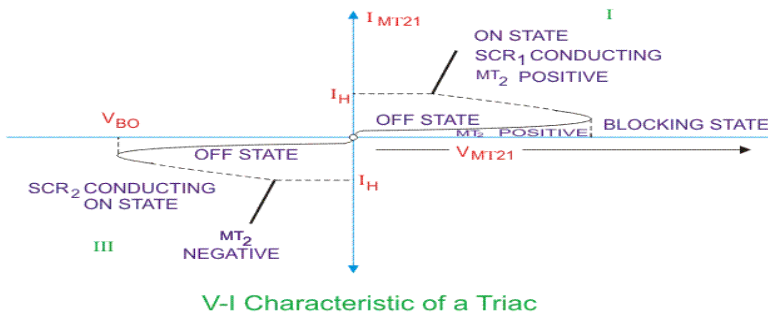 I
I MT21
ON STATE
SCR1 CONDUCTING
MT2 POSITIVE
IH
VBO
OFF STATE
MT2 POSITIVE
BLOCKING STATE
OFF STATE
VMT21
IH
SCR2 CONDUCTING
ON STATE
III
MT2
NEGATIVE
V-I Characteristic of a Triac